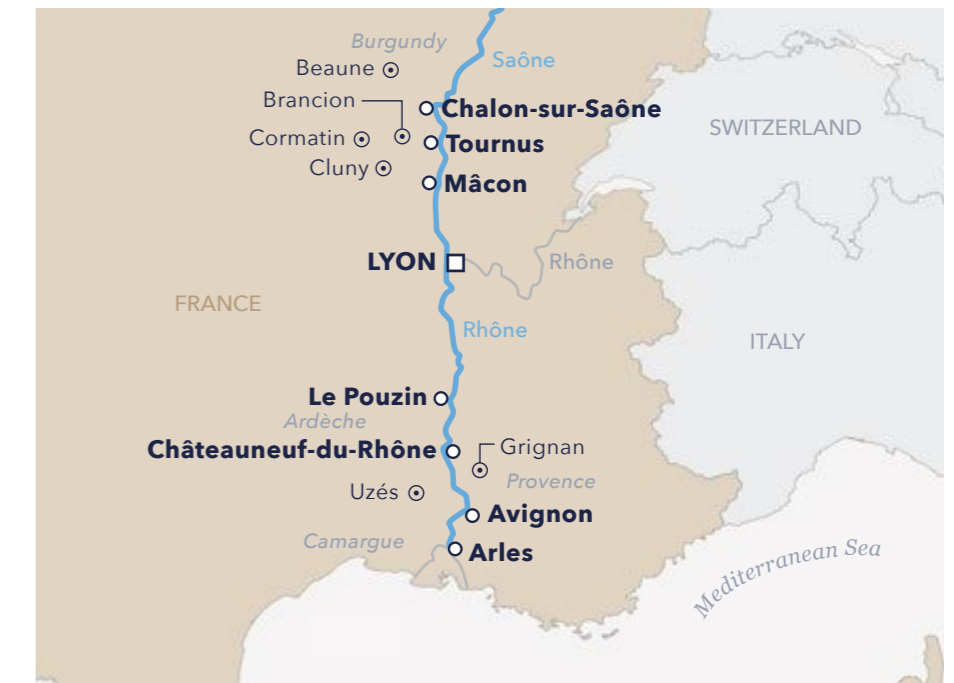 Burgundy
Saône
Beaune
Brancion
Chalon-sur-Saône
SWITZERLAND
Cormatin
Tournus
Cluny
Mâcon
LYON
Rhône
FRANCE
Rhône
ITALY
Le Pouzin
Ardèche
Châteauneuf-du-Rhône
Grignan
Provence
Uzés
Avignon
Camargue
Arles
Mediterranean Sea